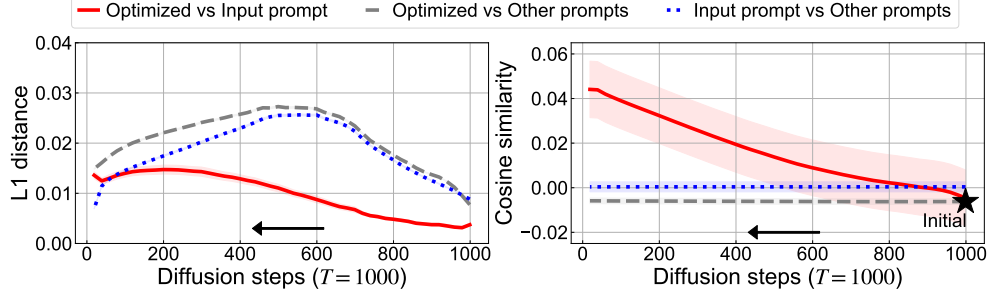 Optimized vs Input prompt Optimized vs Other prompts Input prompt vs Other prompts
L1 distance
0.04
0.03
0.02
0.01
0.00
0 200 400 600 800 1000
Diffusion steps (T = 1000)
Cosine similarity
0.06
0.04
0.02
0.00
−0.02
Initial
0 200 400 600 800 1000
Diffusion steps (T = 1000)